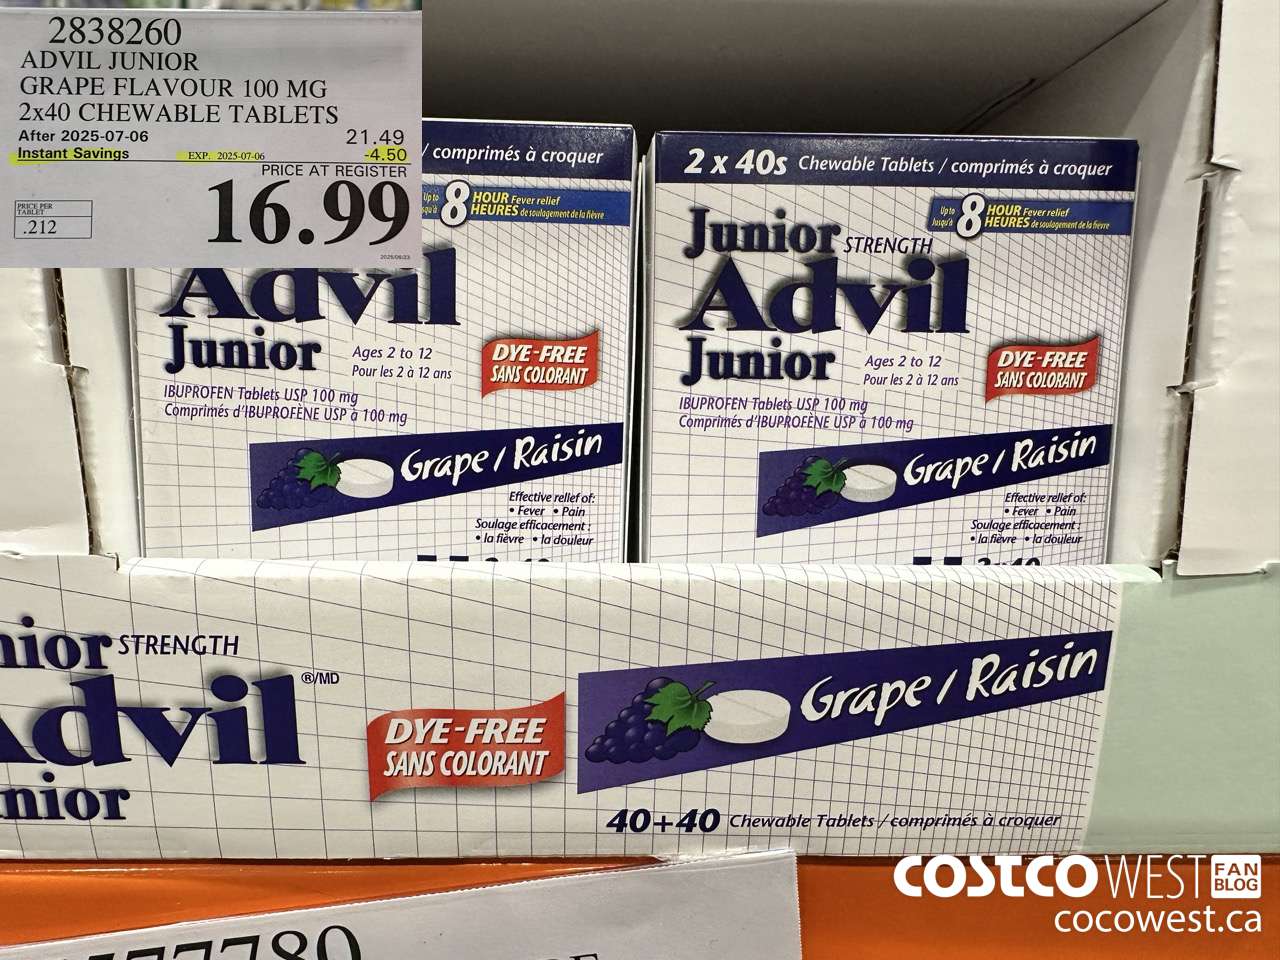 2838260
ADVIL JUNIOR
GRAPE FLAVOUR 100 MG
2x40 CHEWABLE TABLETS
After 2025-07-06 21.49
Instant Savings EXP. 2025-07-06 -4.50
PRICE AT REGISTER
16.99
PRICE PER
TABLET
.212
2025/06/23
/ comprimés à croquer
Up to
8
HOUR Fever relief
HEURES de soulagement de la fièvre
Advil
Junior
Ages 2 to 12
Pour les 2 à 12 ans
DYE-FREE
SANS COLORANT
IBUPROFEN Tablets USP 100 mg
Comprimés d'IBUPROFÈNE USP à 100 mg
Grape / Raisin
Effective relief of:
• Fever • Pain
Soulage efficacement :
• la fièvre • la douleur
2 x 40s Chewable Tablets / comprimés à croquer
Up to
Jusqu'à
8
HOUR Fever relief
HEURES de soulagement de la fièvre
Junior STRENGTH
Advil
Junior
Ages 2 to 12
Pour les 2 à 12 ans
DYE-FREE
SANS COLORANT
IBUPROFEN Tablets USP 100 mg
Comprimés d'IBUPROFÈNE USP à 100 mg
Grape / Raisin
Effective relief of:
• Fever • Pain
Soulage efficacement :
• la fièvre • la douleur
nior STRENGTH
Advil ®/MD
nior
DYE-FREE
SANS COLORANT
Grape / Raisin
40+40 Chewable Tablets / comprimés à croquer
COSTCO WEST FAN BLOG
cocowest.ca